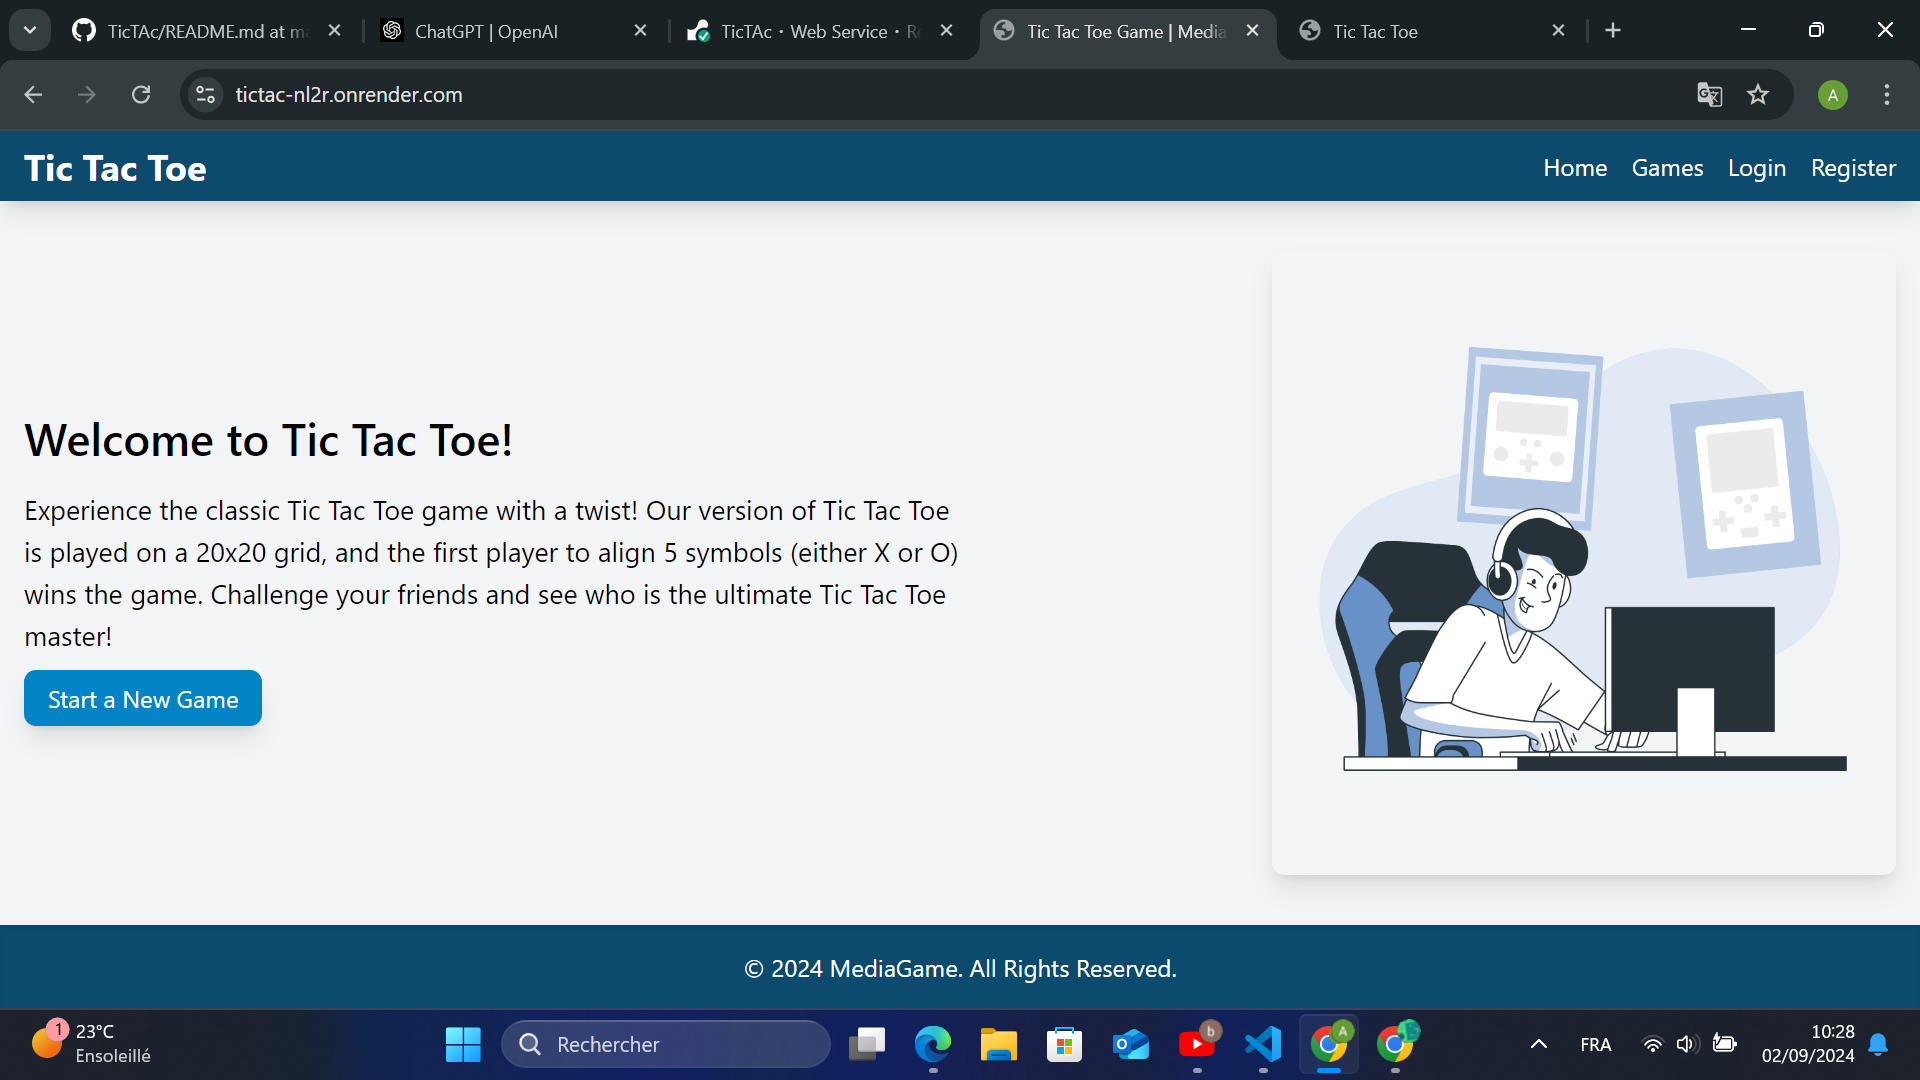 TicTAc/README.md at ma
ChatGPT | OpenAI
TicTAc · Web Service · Re
Tic Tac Toe Game | Media
Tic Tac Toe
tictac-nl2r.onrender.com
A
Tic Tac Toe
Home
Games
Login
Register
Welcome to Tic Tac Toe!
Experience the classic Tic Tac Toe game with a twist! Our version of Tic Tac Toe
is played on a 20x20 grid, and the first player to align 5 symbols (either X or O)
wins the game. Challenge your friends and see who is the ultimate Tic Tac Toe
master!
Start a New Game
© 2024 MediaGame. All Rights Reserved.
1
23°C
Ensoleillé
Rechercher
b
A
FRA
10:28
02/09/2024